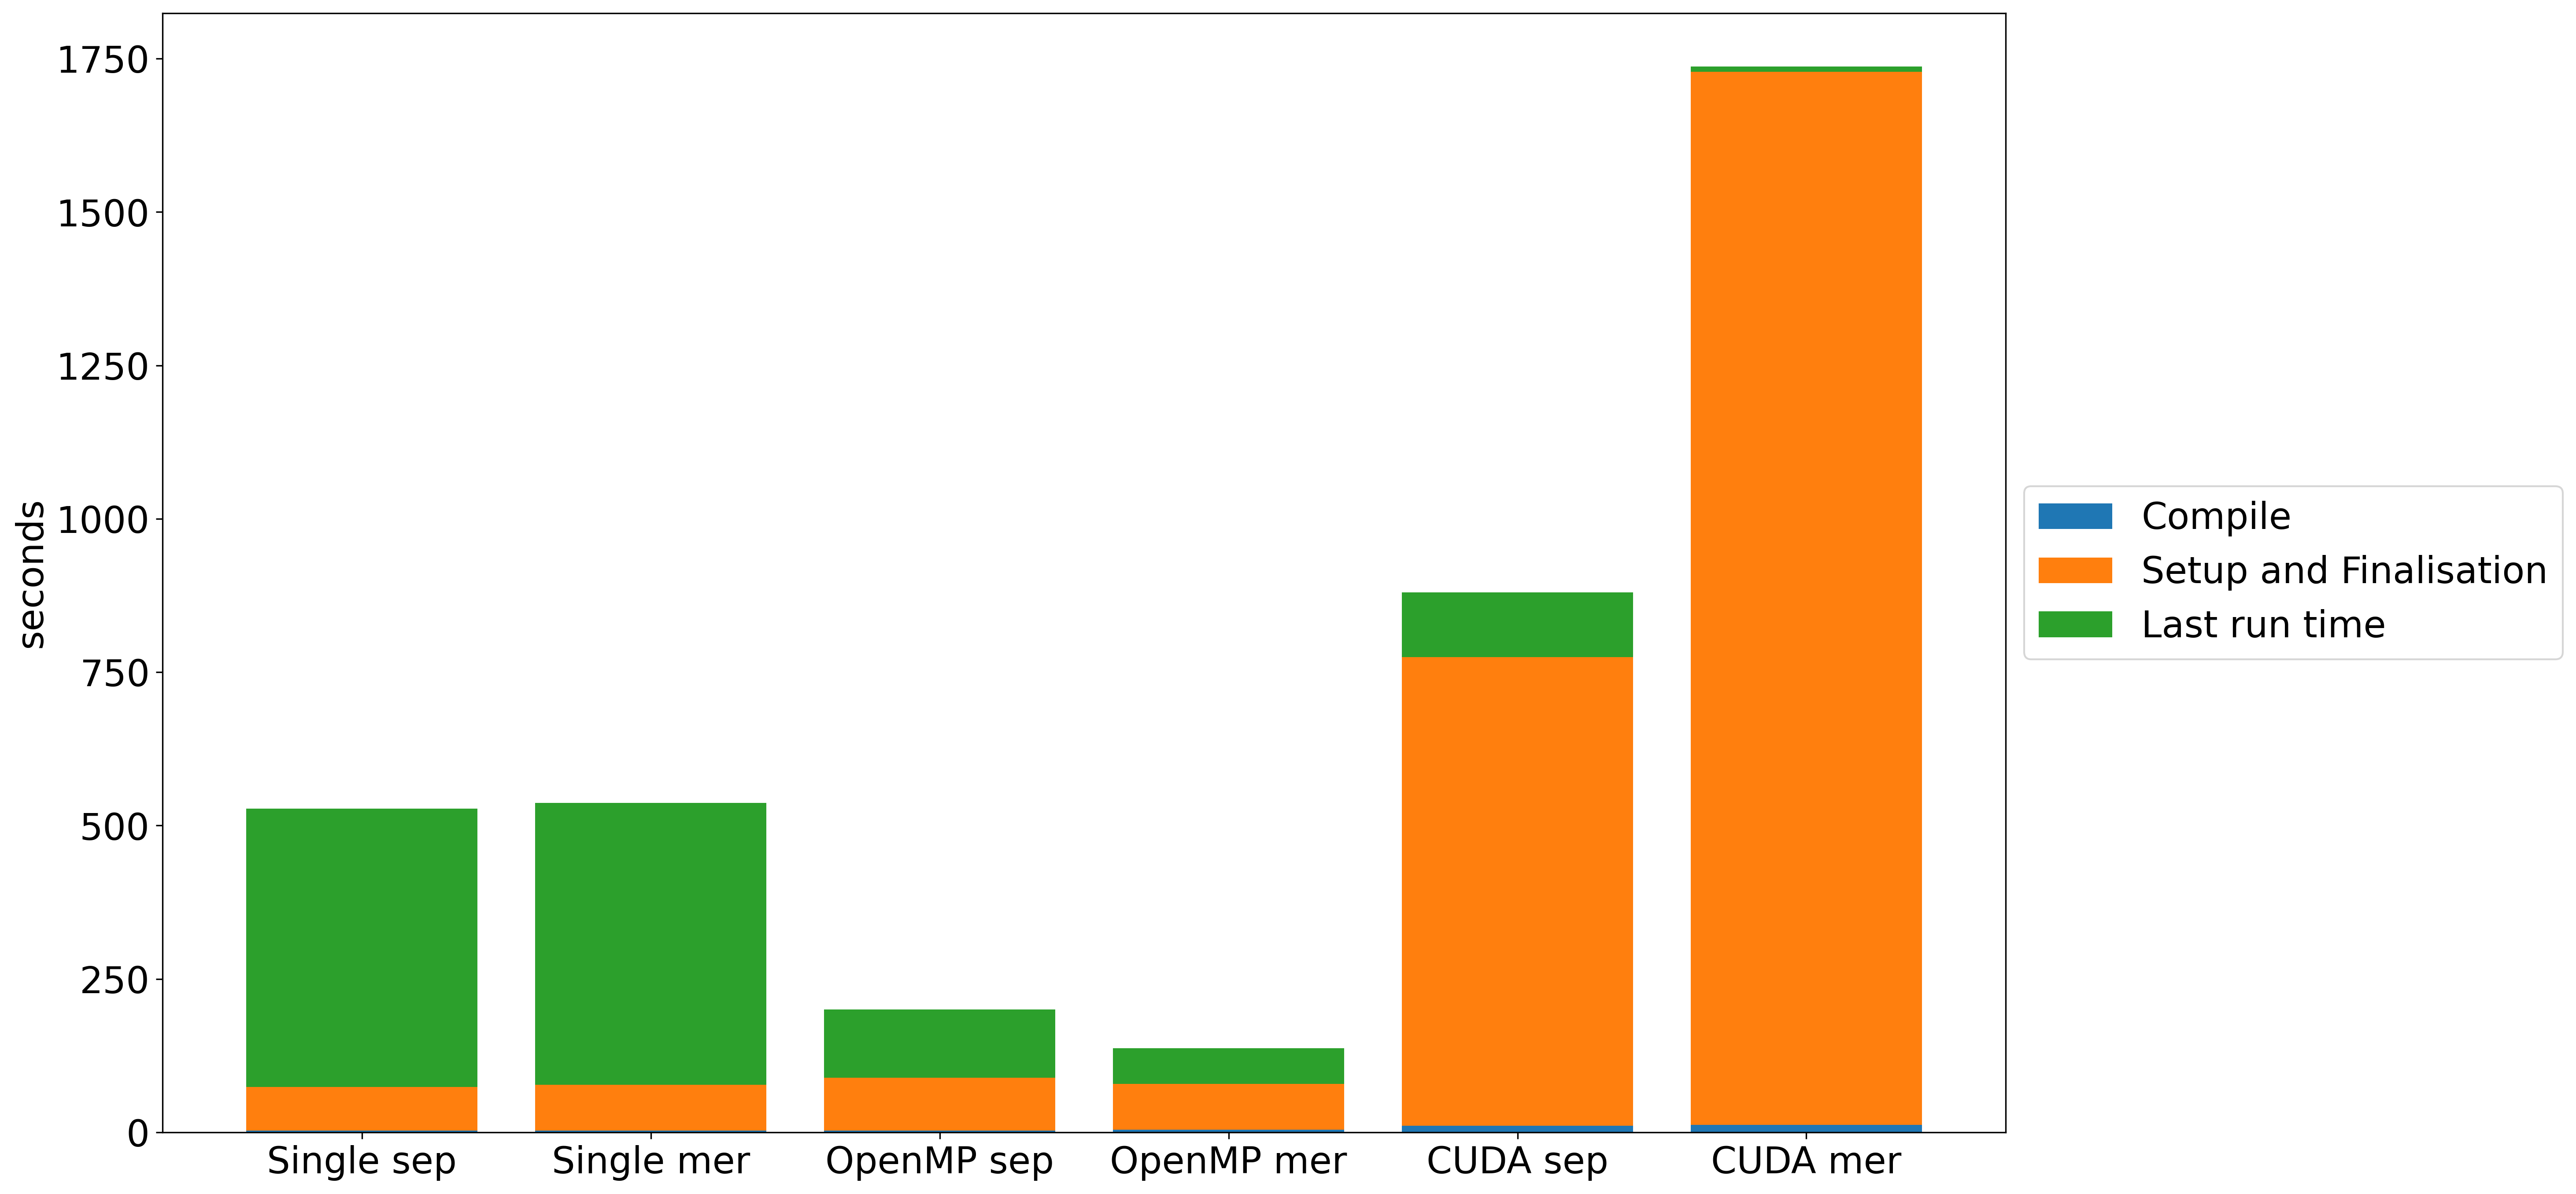 1750
1500
1250
1000
750
500
250
0
seconds
Single sep
Single mer
OpenMP sep
OpenMP mer
CUDA sep
CUDA mer
Compile
Setup and Finalisation
Last run time